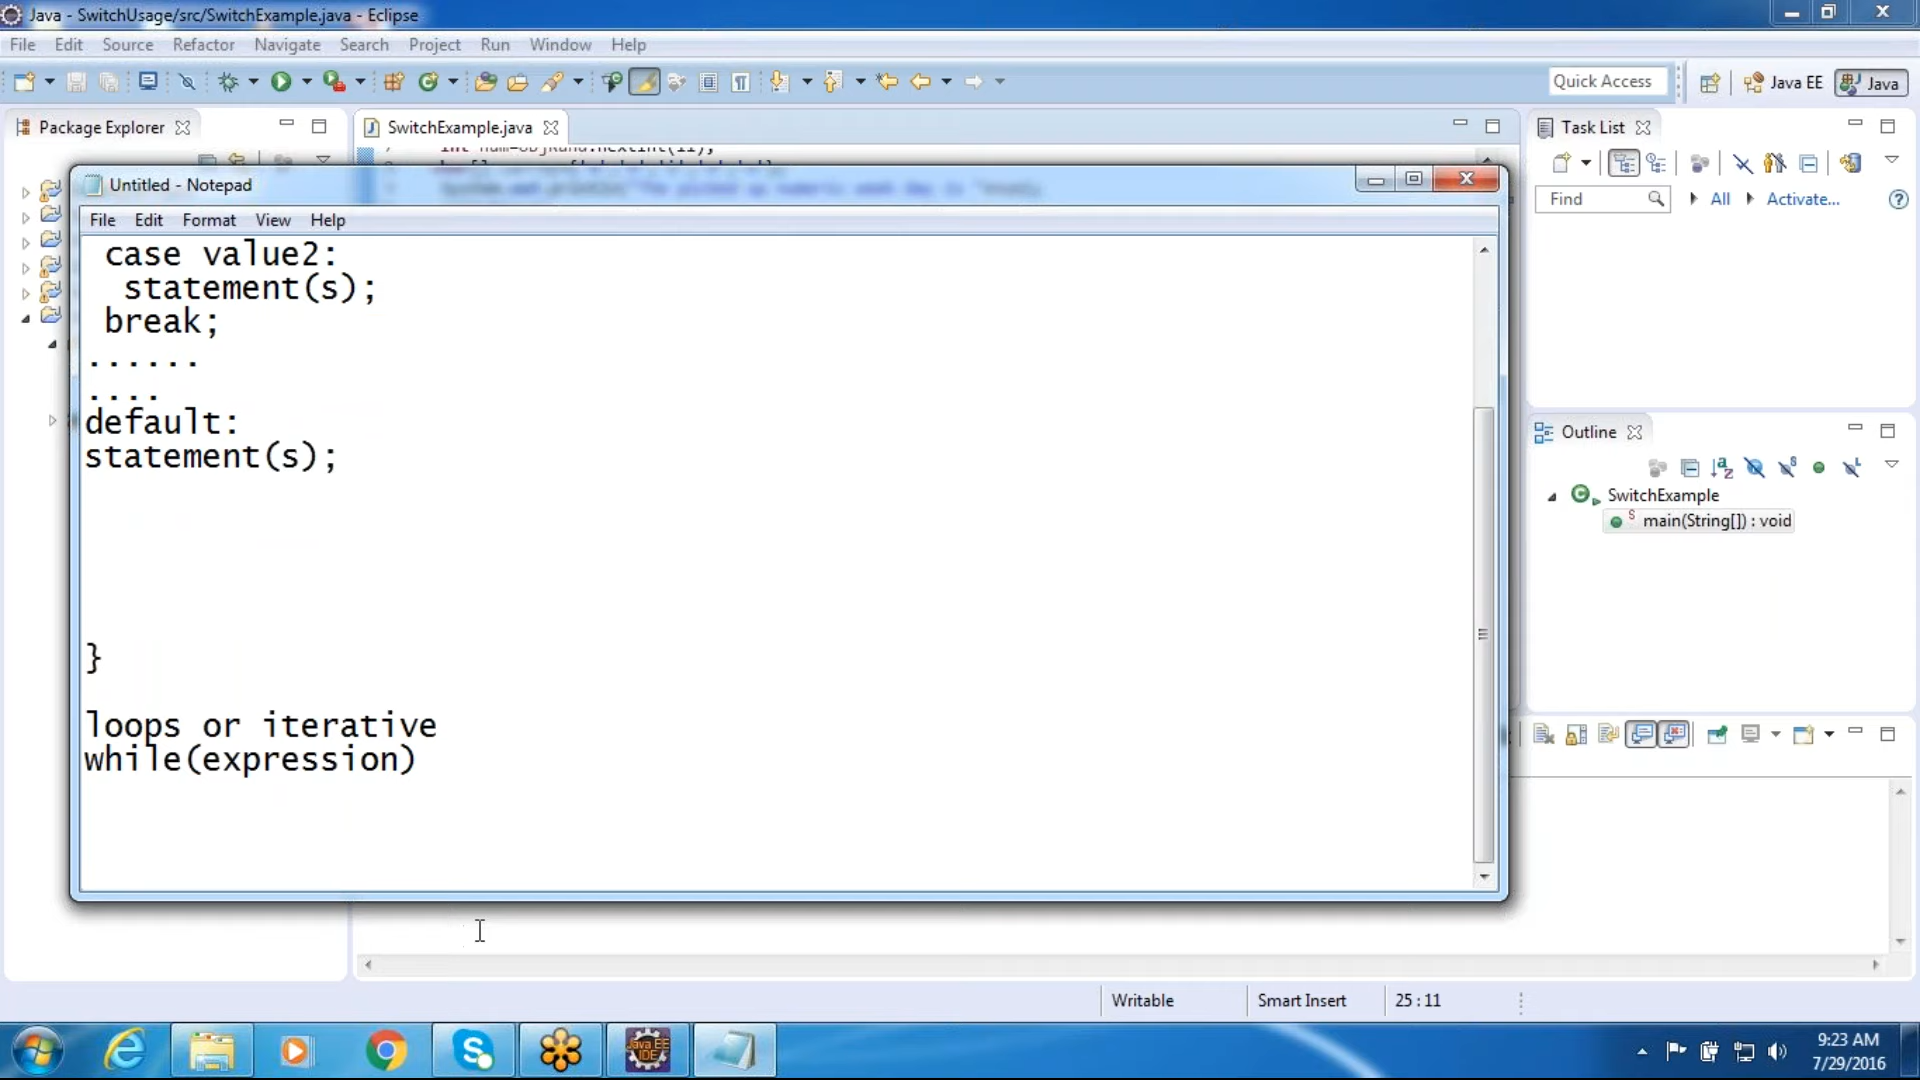 Java - SwitchUsage/src/SwitchExample.java - Eclipse
File Edit Source Refactor Navigate Search Project Run Window Help
Quick Access
Java EE
Java
Package Explorer
SwitchExample.java
Task List
Untitled - Notepad
File Edit Format View Help
Find
All
Activate...
case value2:
statement(s);
break;
......
....
default:
statement(s);
}
loops or iterative
while(expression)
Outline
SwitchExample
main(String[]) : void
Writable
Smart Insert
25 : 11
Java EE
IDE
9:23 AM
7/29/2016